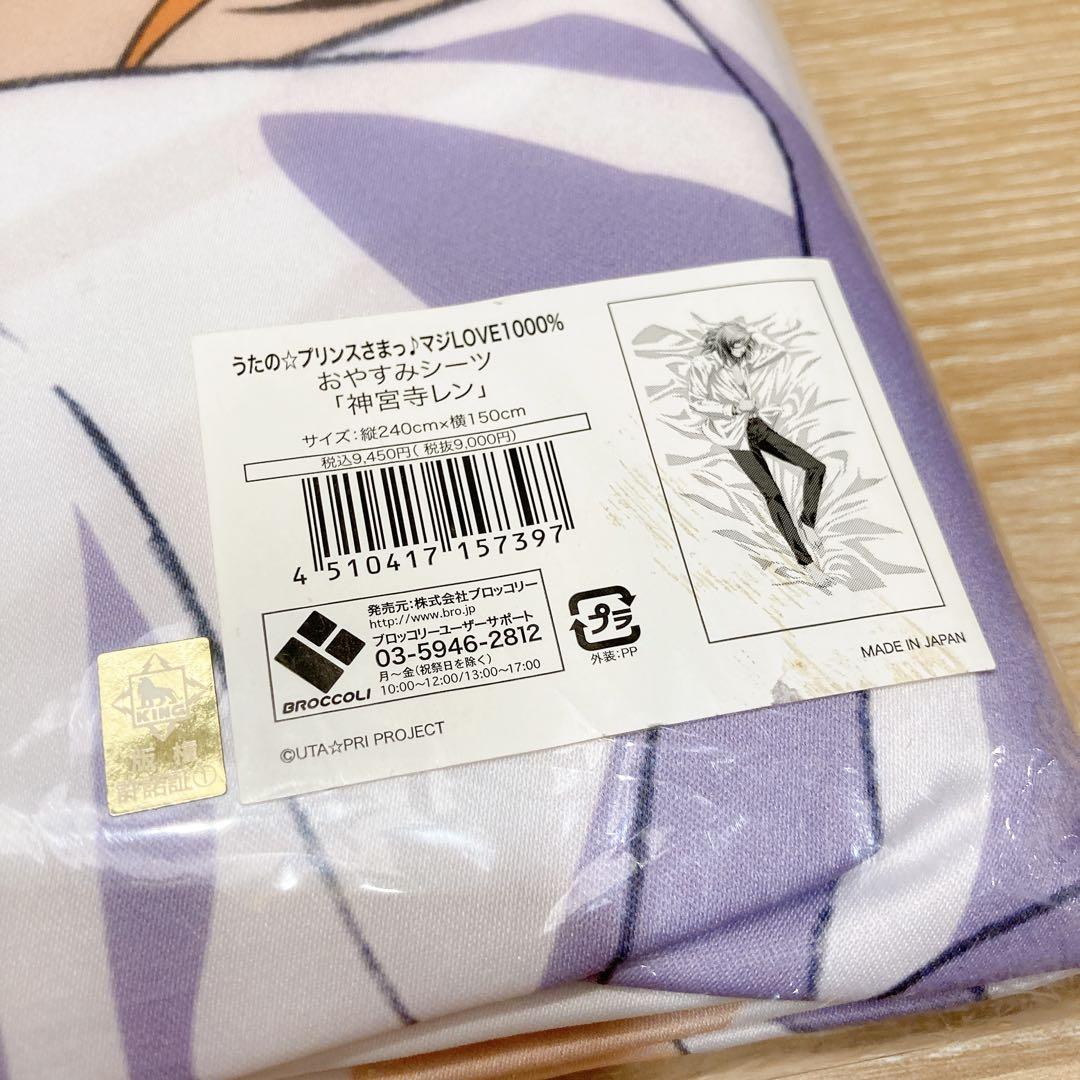 うたの☆プリンスさまっ♪マジLOVE1000%
おやすみシーツ
「神宮寺レン」
サイズ:縦240cm×横150cm
税込9,450円(税抜9,000円)
4 510417 157397
BROCCOLI
発売元:株式会社ブロッコリー
http://www.bro.jp
ブロッコリーユーザーサポート
03-5946-2812
月~金(祝祭日を除く)
10:00~12:00/13:00~17:00
プラ
外装:PP
MADE IN JAPAN
©UTA☆PRI PROJECT
KING
版権
許諾証①